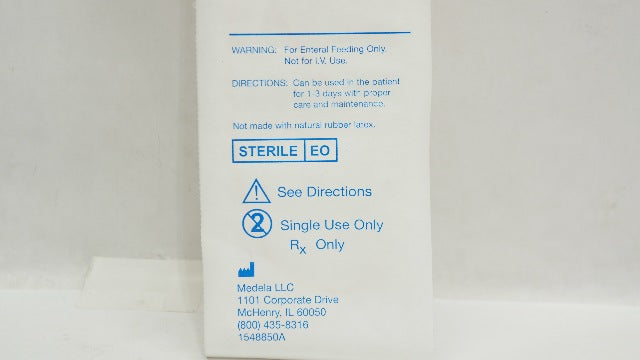 WARNING: For Enteral Feeding Only.
Not for I.V. Use.
DIRECTIONS: Can be used in the patient
for 1-3 days with proper
care and maintenance.
Not made with natural rubber latex.
STERILE EO
See Directions
2 Single Use Only
Rx Only
Medela LLC
1101 Corporate Drive
McHenry, IL 60050
(800) 435-8316
1548850A